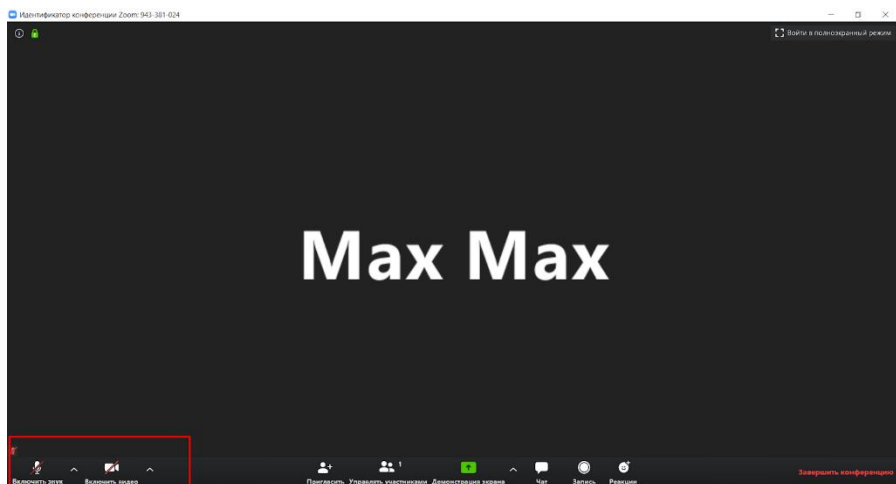 Идентификатор конференции Zoom: 943-381-024
Войти в полноэкранный режим
Max Max
1
Включить звук Включить видео Пригласить Управлять участниками Демонстрация экрана Чат Запись Реакции Завершить конференцию